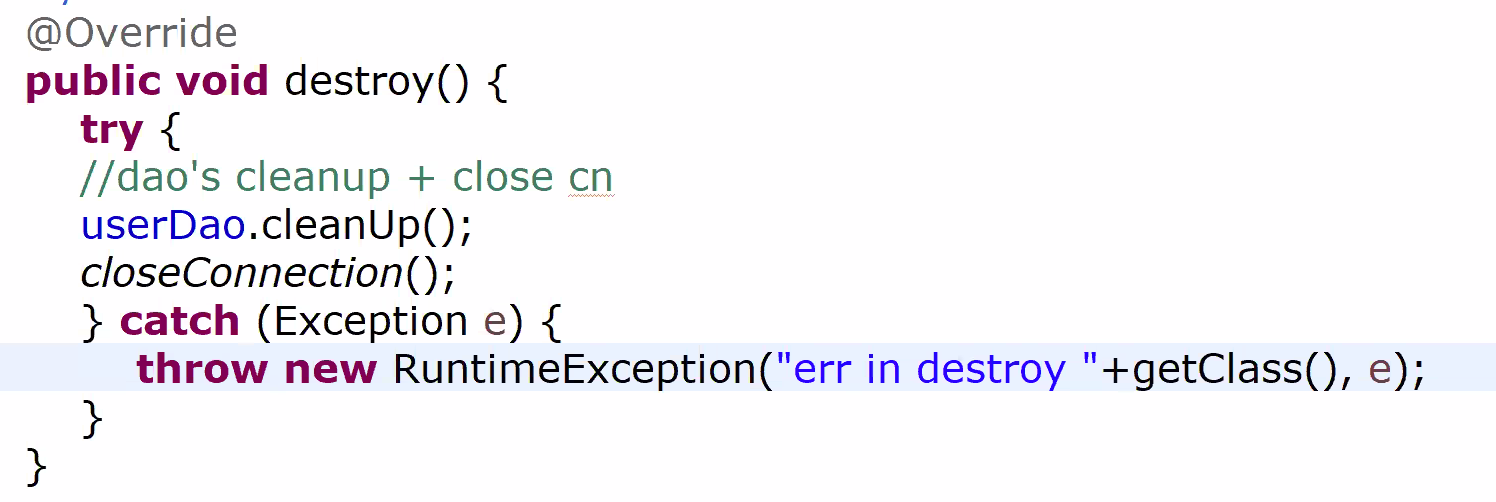 @Override
public void destroy() {
try {
//dao's cleanup + close cn
userDao.cleanUp();
closeConnection();
} catch (Exception e) {
throw new RuntimeException("err in destroy "+getClass(), e);
}
}